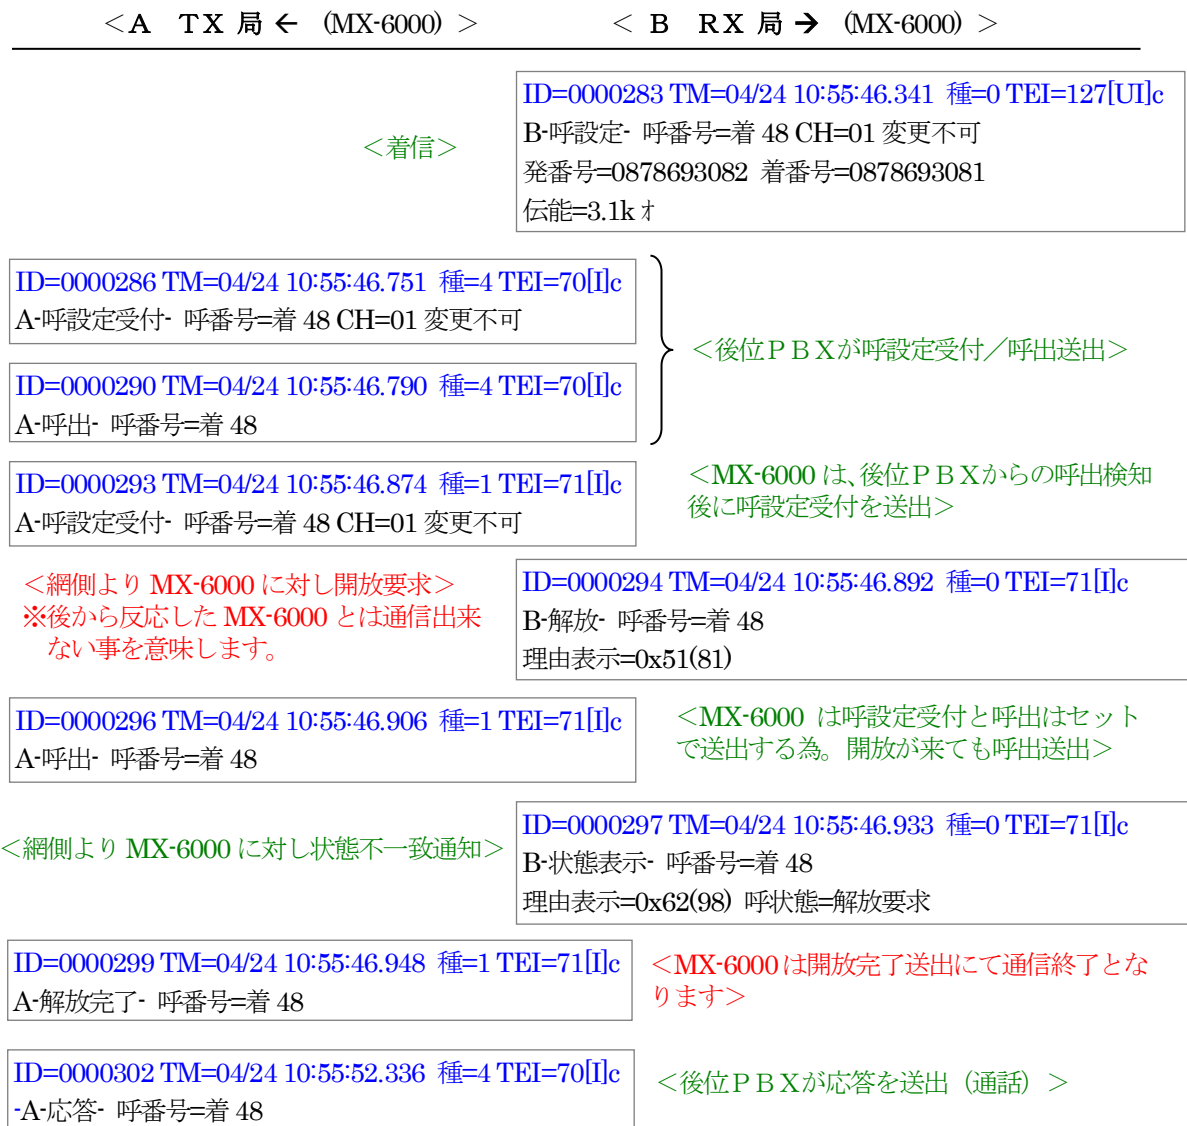 ＜Ａ　ＴＸ 局 ← (MX-6000) ＞
＜ Ｂ　ＲＸ 局 → (MX-6000) ＞
ID=0000283 TM=04/24 10:55:46.341 種=0 TEI=127[UI]c
B-呼設定- 呼番号=着 48 CH=01 変更不可
発番号=0878693082 着番号=0878693081
伝能=3.1k ｵ
＜着信＞
ID=0000286 TM=04/24 10:55:46.751 種=4 TEI=70[I]c
A-呼設定受付- 呼番号=着 48 CH=01 変更不可
ID=0000290 TM=04/24 10:55:46.790 種=4 TEI=70[I]c
A-呼出- 呼番号=着 48
＜後位ＰＢＸが呼設定受付／呼出送出＞
ID=0000293 TM=04/24 10:55:46.874 種=1 TEI=71[I]c
A-呼設定受付- 呼番号=着 48 CH=01 変更不可
＜MX-6000 は、後位ＰＢＸからの呼出検知
後に呼設定受付を送出＞
＜網側より MX-6000 に対し開放要求＞
※後から反応した MX-6000 とは通信出来
ない事を意味します。
ID=0000294 TM=04/24 10:55:46.892 種=0 TEI=71[I]c
B-解放- 呼番号=着 48
理由表示=0x51(81)
ID=0000296 TM=04/24 10:55:46.906 種=1 TEI=71[I]c
A-呼出- 呼番号=着 48
＜MX-6000 は呼設定受付と呼出はセット
で送出する為。開放が来ても呼出送出＞
＜網側より MX-6000 に対し状態不一致通知＞
ID=0000297 TM=04/24 10:55:46.933 種=0 TEI=71[I]c
B-状態表示- 呼番号=着 48
理由表示=0x62(98) 呼状態=解放要求
ID=0000299 TM=04/24 10:55:46.948 種=1 TEI=71[I]c
A-解放完了- 呼番号=着 48
＜MX-6000 は開放完了送出にて通信終了とな
ります＞
ID=0000302 TM=04/24 10:55:52.336 種=4 TEI=70[I]c
-A-応答- 呼番号=着 48
＜後位ＰＢＸが応答を送出（通話）＞